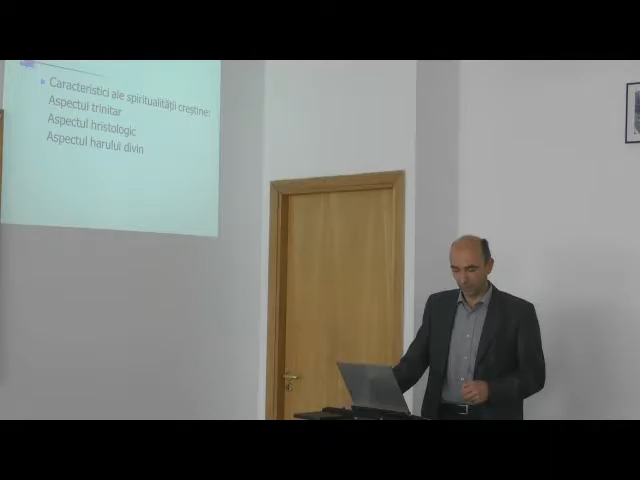 Caracteristici ale spiritualității creștine:
Aspectul trinitar
Aspectul hristologic
Aspectul harului divin